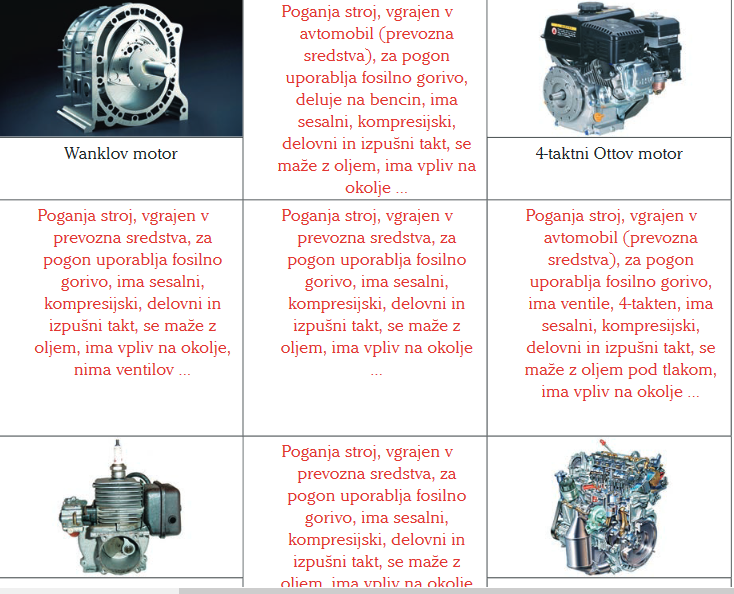 Poganja stroj, vgrajen v
avtomobil (prevozna
sredstva), za pogon
uporablja fosilno gorivo,
deluje na bencin, ima
sesalni, kompresijski,
delovni in izpušni takt, se
maže z oljem, ima vpliv na
okolje ...
Wanklov motor
4-taktni Ottov motor
Poganja stroj, vgrajen v
prevozna sredstva, za
pogon uporablja fosilno
gorivo, ima sesalni,
kompresijski, delovni in
izpušni takt, se maže z
oljem, ima vpliv na okolje,
nima ventilov ...
Poganja stroj, vgrajen v
prevozna sredstva, za
pogon uporablja fosilno
gorivo, ima sesalni,
kompresijski, delovni in
izpušni takt, se maže z
oljem, ima vpliv na okolje
...
Poganja stroj, vgrajen v
avtomobil (prevozna
sredstva), za pogon
uporablja fosilno gorivo,
ima ventile, 4-takten, ima
sesalni, kompresijski,
delovni in izpušni takt, se
maže z oljem pod tlakom,
ima vpliv na okolje ...
Poganja stroj, vgrajen v
prevozna sredstva, za
pogon uporablja fosilno
gorivo, ima sesalni,
kompresijski, delovni in
izpušni takt, se maže z
oljem, ima vpliv na okolje